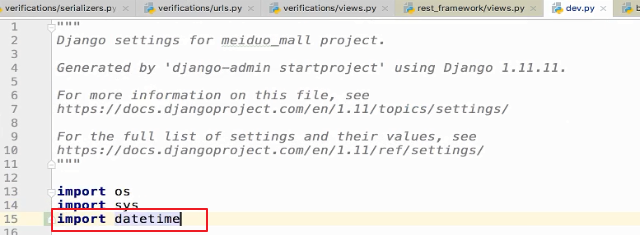 verifications/serializers.py
verifications/urls.py
verifications/views.py
rest_framework/views.py
dev.py
1 """
2 Django settings for meiduo_mall project.
3
4 Generated by 'django-admin startproject' using Django 1.11.11.
5
6 For more information on this file, see
7 https://docs.djangoproject.com/en/1.11/topics/settings/
8
9 For the full list of settings and their values, see
10 https://docs.djangoproject.com/en/1.11/ref/settings/
11 """
12
13 import os
14 import sys
15 import datetime
16